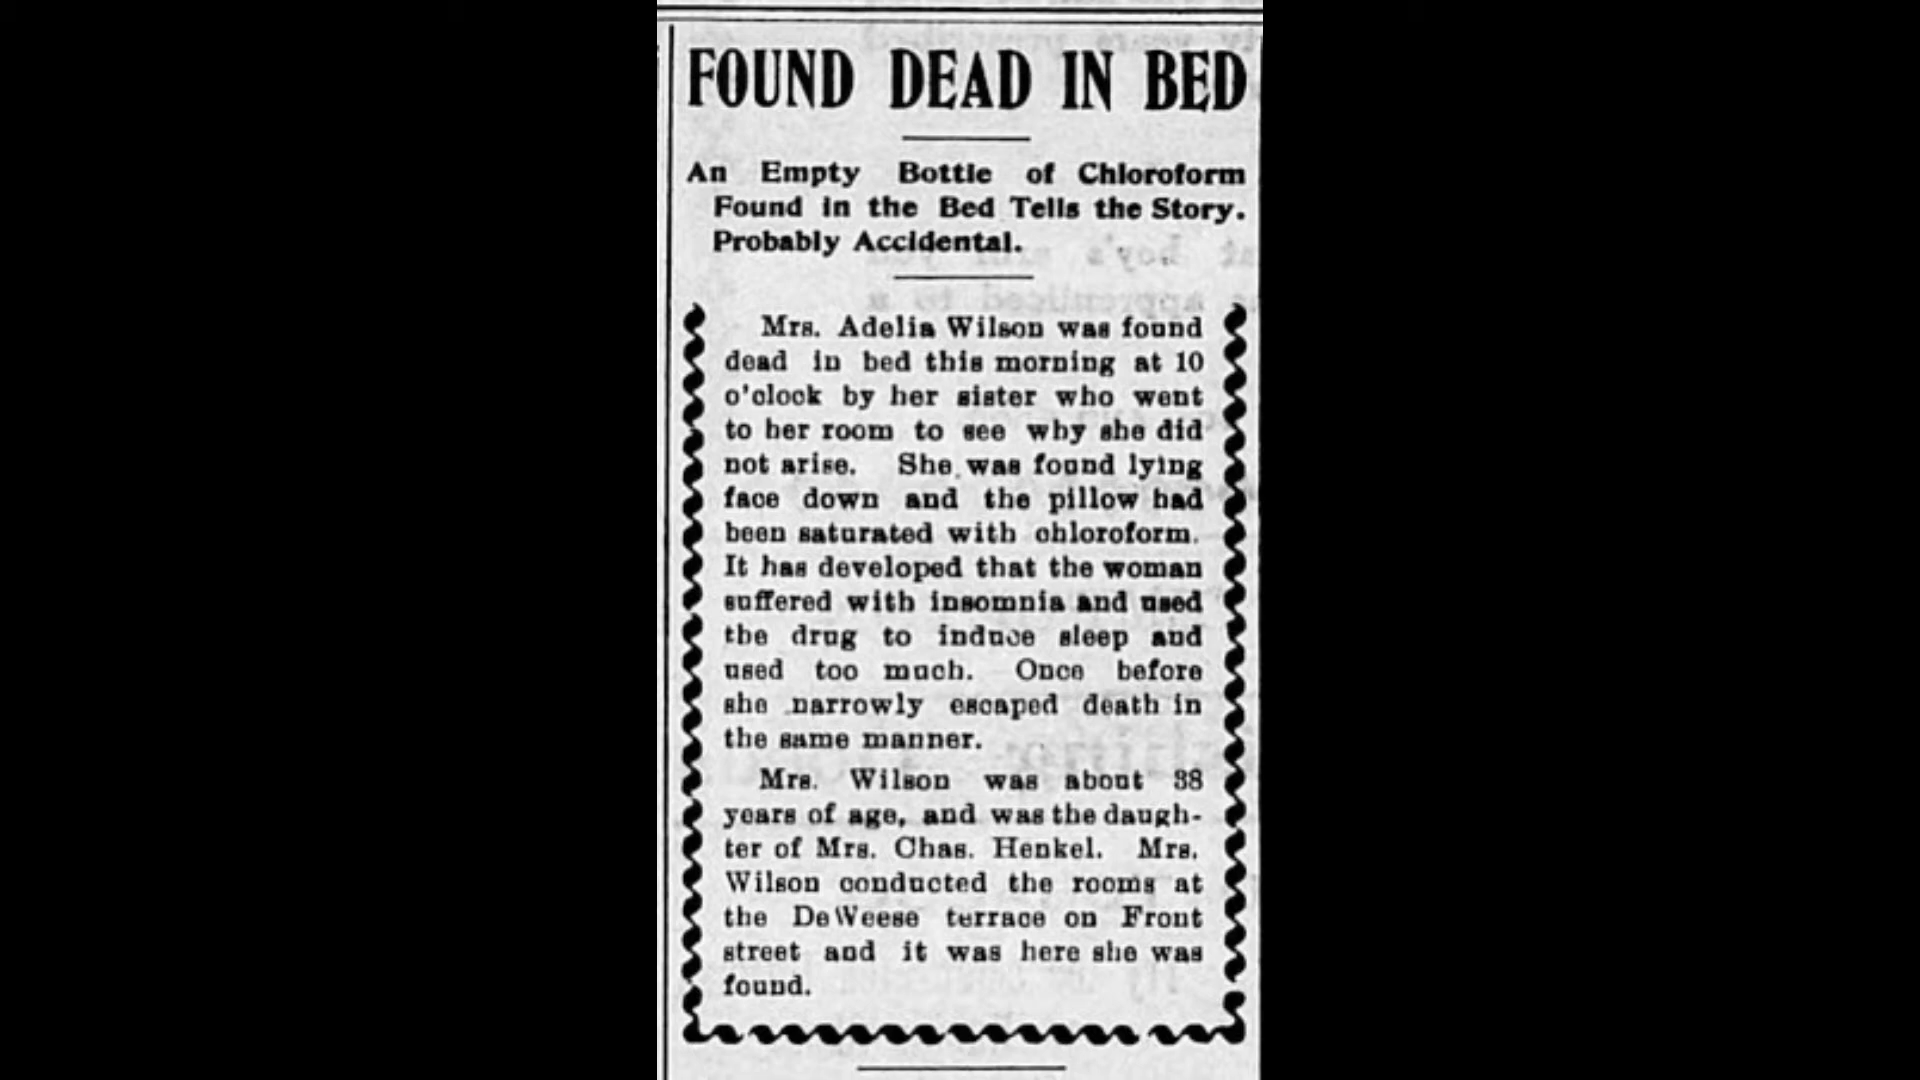 FOUND DEAD IN BED
An Empty Bottle of Chloroform
Found in the Bed Tells the Story.
Probably Accidental.
Mrs. Adelia Wilson was found
dead in bed this morning at 10
o'clock by her sister who went
to her room to see why she did
not arise. She was found lying
face down and the pillow had
been saturated with chloroform.
It has developed that the woman
suffered with insomnia and used
the drug to induce sleep and
used too much. Once before
she narrowly escaped death in
the same manner.
Mrs. Wilson was about 38
years of age, and was the daugh-
ter of Mrs. Chas. Henkel. Mrs.
Wilson conducted the rooms at
the DeWeese terrace on Front
street and it was here she was
found.